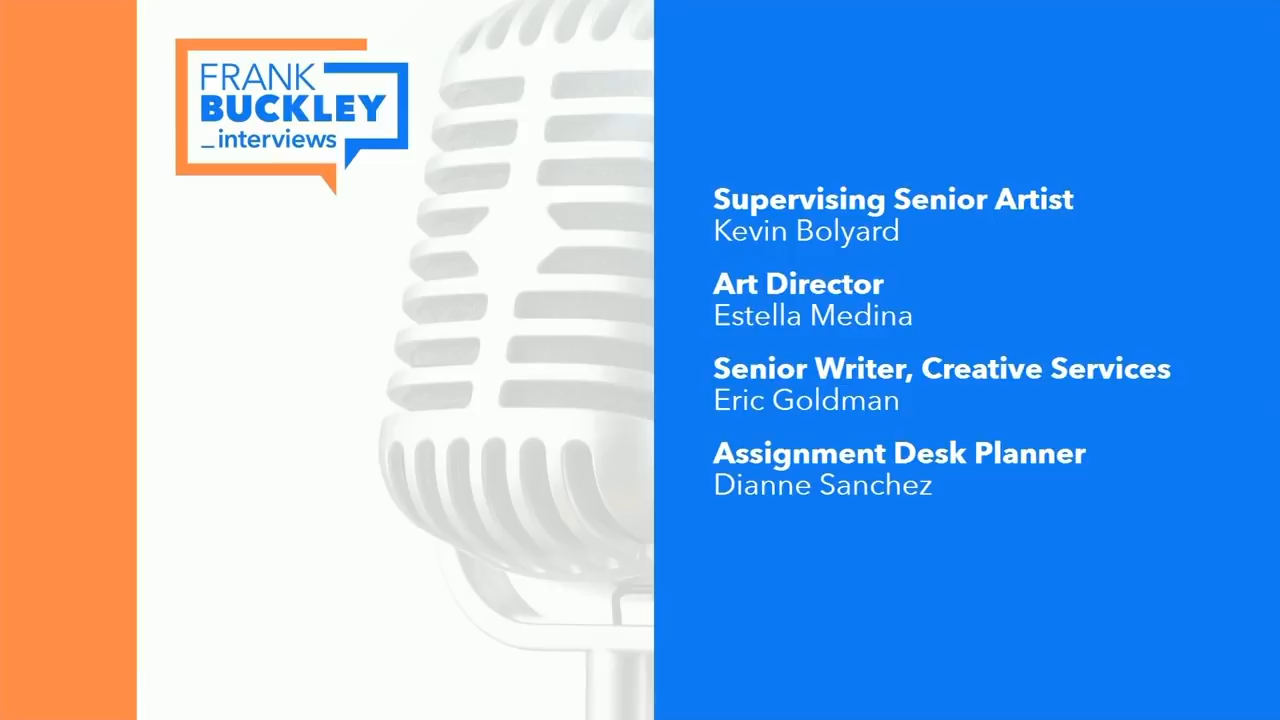 FRANK
BUCKLEY
_interviews
Supervising Senior Artist
Kevin Bolyard
Art Director
Estella Medina
Senior Writer, Creative Services
Eric Goldman
Assignment Desk Planner
Dianne Sanchez